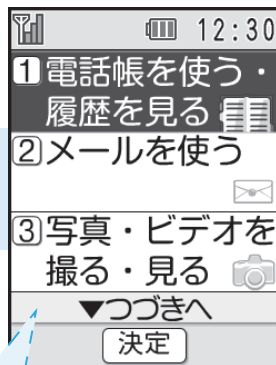 12:30
1電話帳を使う・
履歴を見る
2メールを使う
3写真・ビデオを
撮る・見る
▼つづきへ
決定